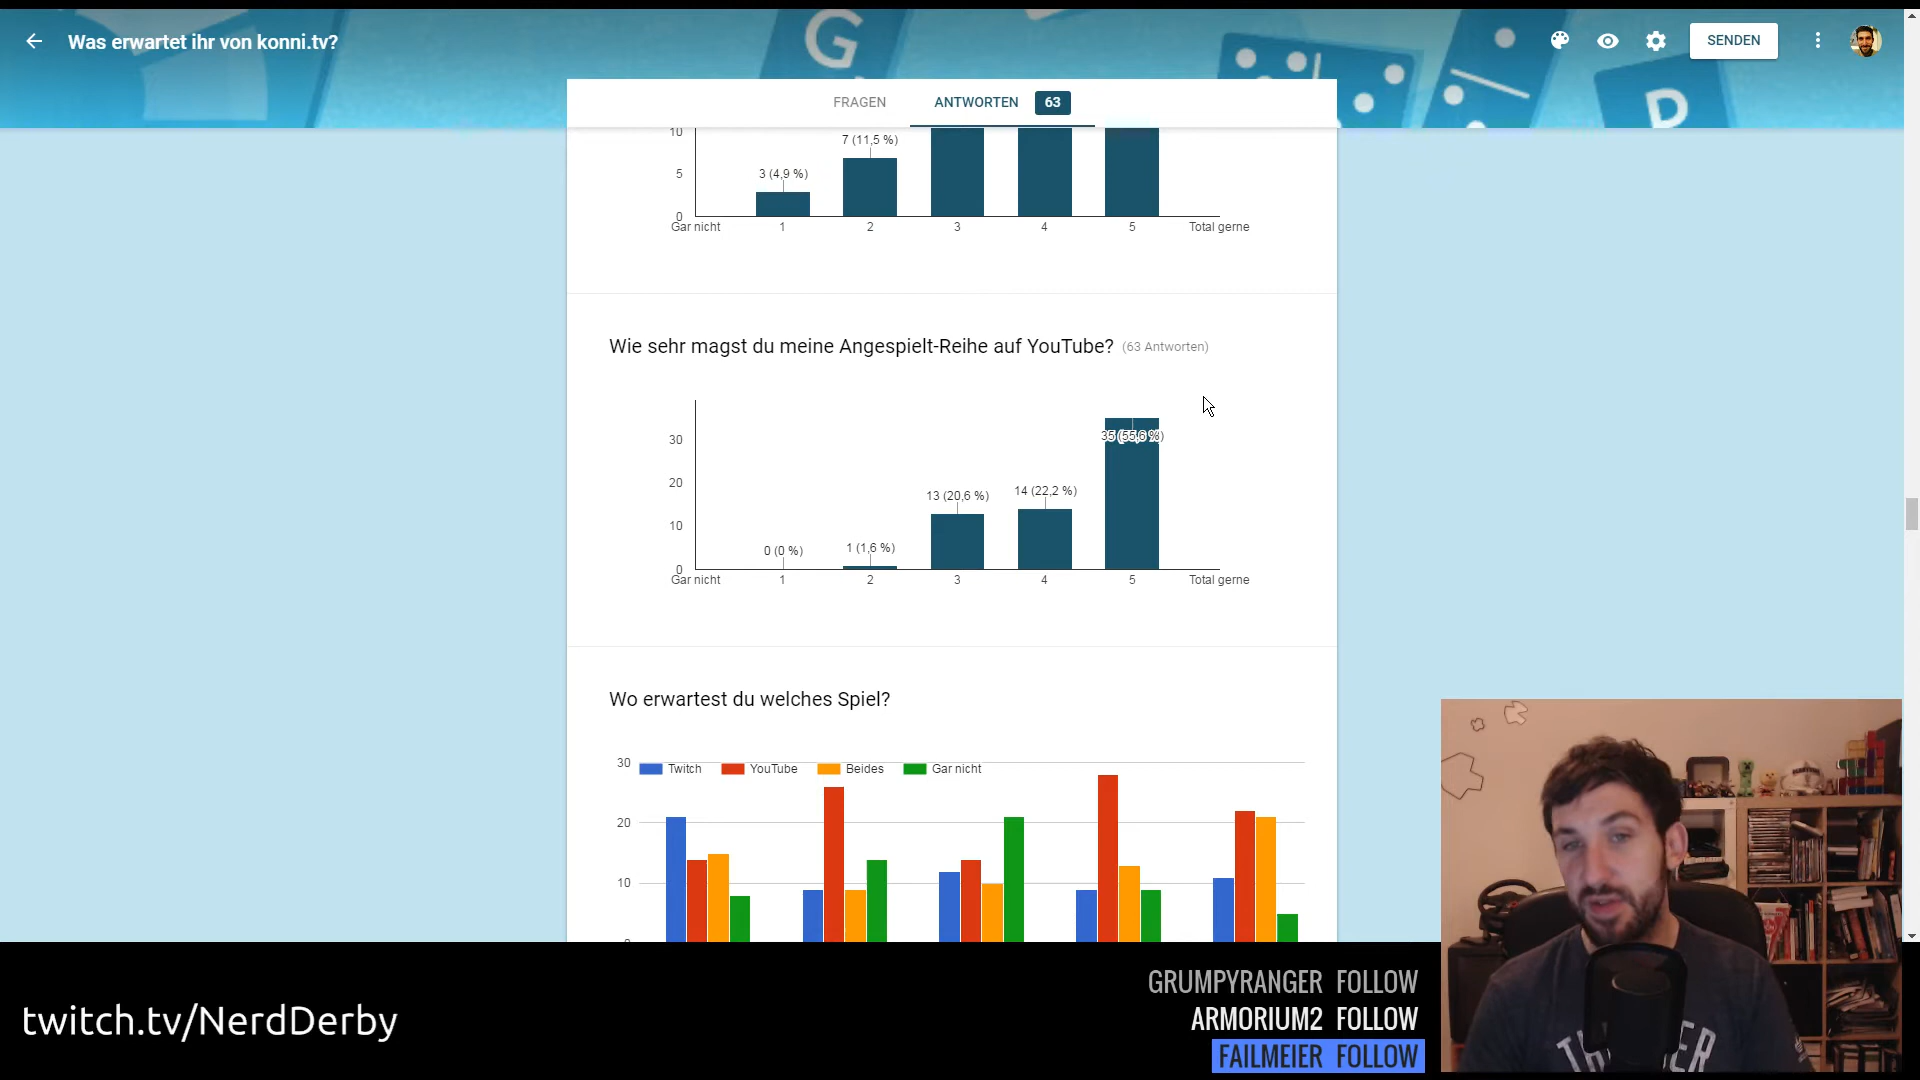 Was erwartet ihr von konni.tv?
SENDEN
G
D
FRAGEN ANTWORTEN 63
10
5
0
3 (4,9 %)
7 (11,5 %)
Gar nicht 1 2 3 4 5 Total gerne
Wie sehr magst du meine Angespielt-Reihe auf YouTube? (63 Antworten)
30
20
10
0
0 (0 %)
1 (1,6 %)
13 (20,6 %)
14 (22,2 %)
35 (55,6 %)
Gar nicht 1 2 3 4 5 Total gerne
Wo erwartest du welches Spiel?
30
20
10
Twitch YouTube Beides Gar nicht
GRUMPYRANGER FOLLOW
ARMORIUM2 FOLLOW
FAILMEIER FOLLOW
twitch.tv/NerdDerby